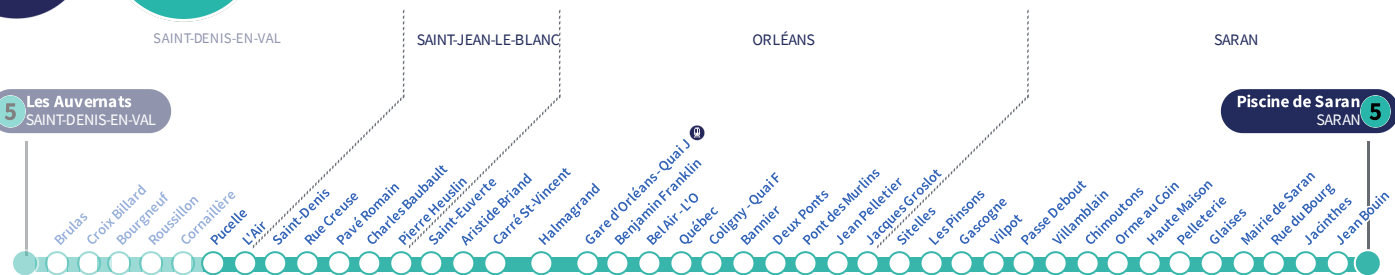 SAINT-DENIS-EN-VAL
SAINT-JEAN-LE-BLANC
ORLÉANS
SARAN
5
Les Auvernats
SAINT-DENIS-EN-VAL
Piscine de Saran
SARAN
5
Brulas
Croix Billard
Bourgneuf
Roussillon
Cornaillère
Pucelle
L'Air
Saint-Denis
Rue Creuse
Pavé Romain
Charles Baubault
Pierre Heuslin
Saint-Euverte
Aristide Briand
Carré St-Vincent
Halmagrand
Gare d'Orléans - Quai J
Benjamin Franklin
Bel Air - L'O
Québec
Coligny - Quai F
Bannier
Deux Ponts
Pont des Murlins
Jean Pelletier
Jacques Groslot
Sitelles
Les Pinsons
Gascogne
Vilpot
Passe Debout
Villamblain
Chimoutons
Orme au Coin
Haute Maison
Pelleterie
Glaises
Mairie de Saran
Rue du Bourg
Jacinthes
Jean Bouin